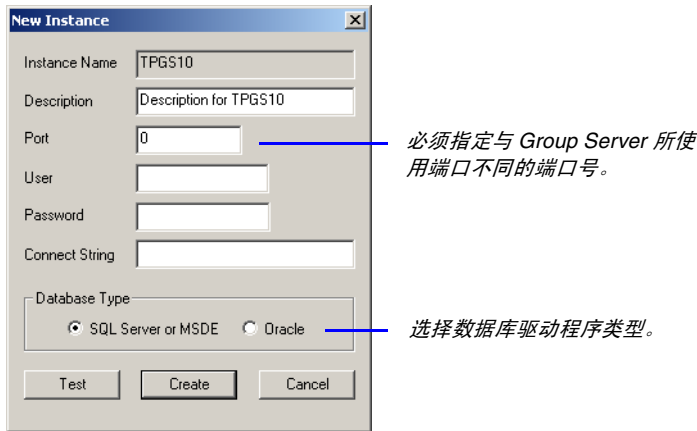 New Instance
Instance Name TPGS10
Description Description for TPGS10
Port 0
必须指定与 Group Server 所使
用端口不同的端口号。
User
Password
Connect String
Database Type
SQL Server or MSDE Oracle
选择数据库驱动程序类型。
Test Create Cancel